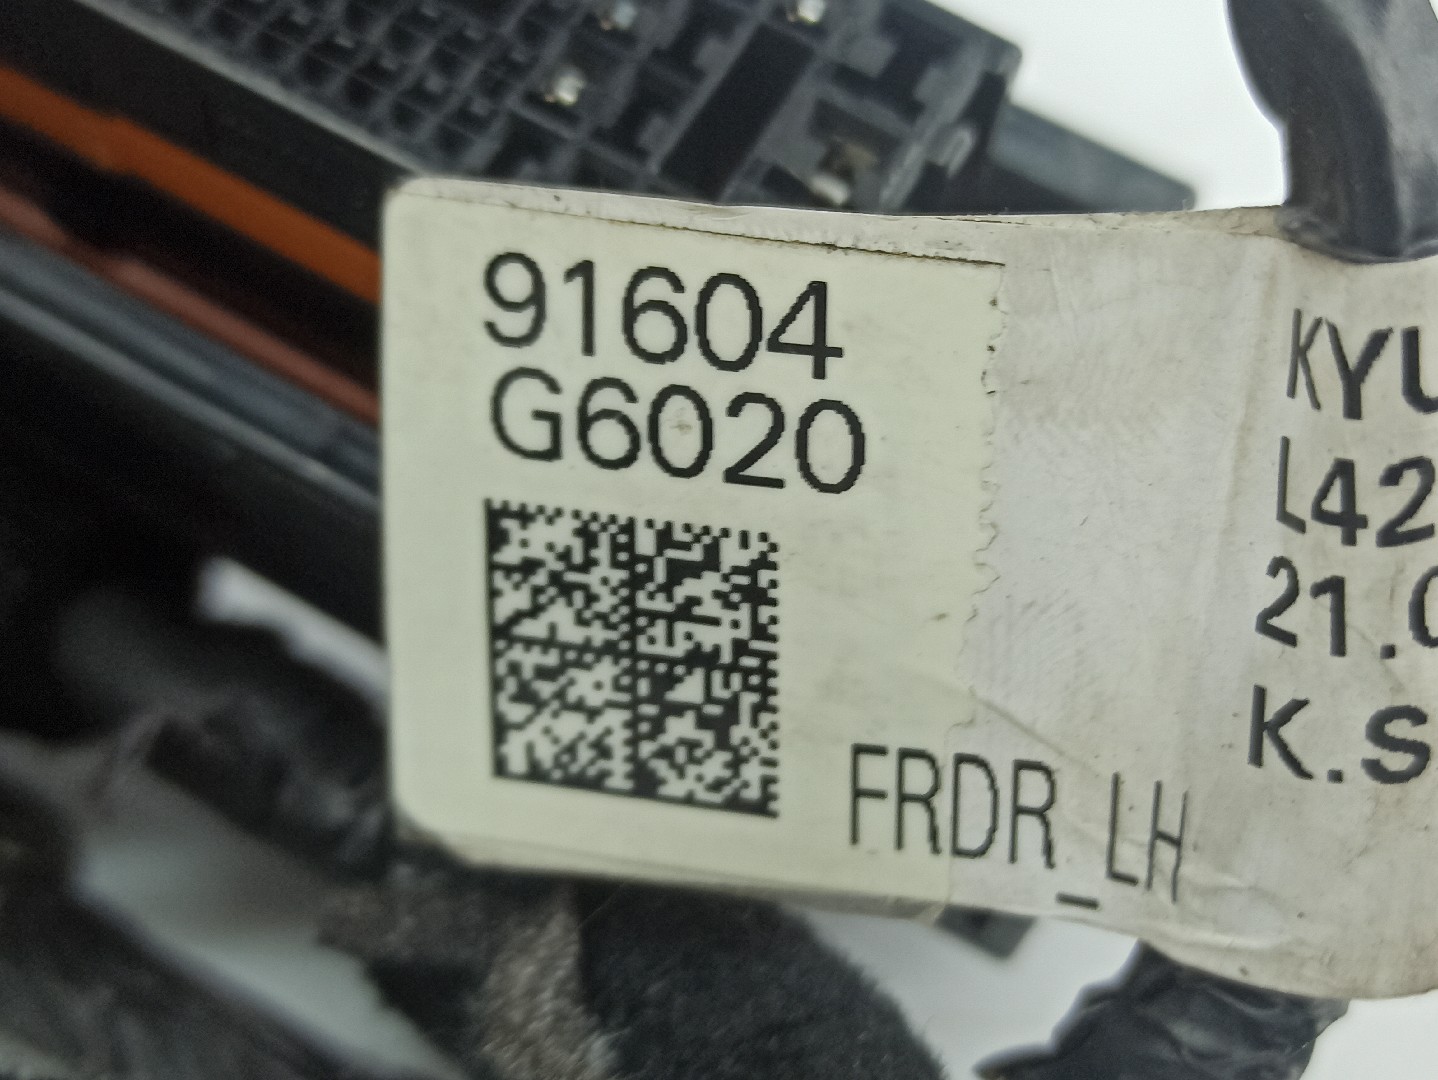 91604
G6020
FRDR_LH
KYU
L42
21.0
K.S